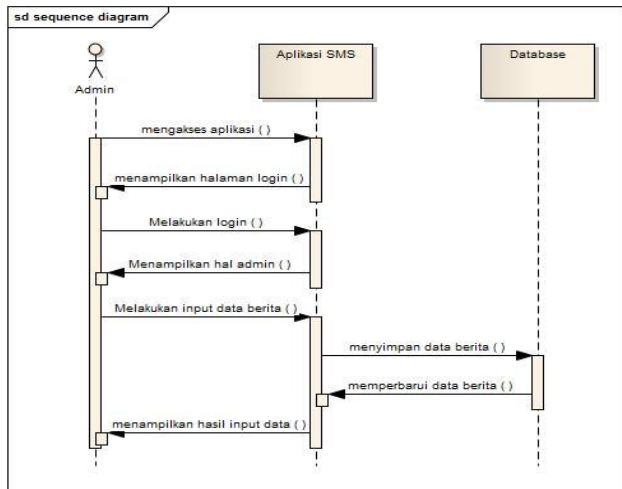 sd sequence diagram
Admin
Aplikasi SMS
Database
mengakses aplikasi ( )
menampilkan halaman login ( )
Melakukan login ( )
Menampilkan hal admin ( )
Melakukan input data berita ( )
menyimpan data berita ( )
memperbarui data berita ( )
menampilkan hasil input data ( )